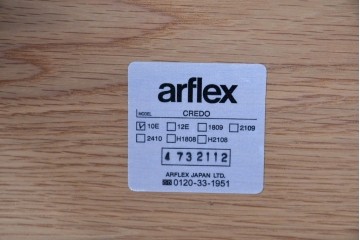 arflex
MODEL CREDO
☑10E ☐12E ☐1809 ☐2109
☐2410 ☐H1808 ☐H2108
4 7 3 2 1 1 2
ARFLEX JAPAN LTD.
0120-33-1951